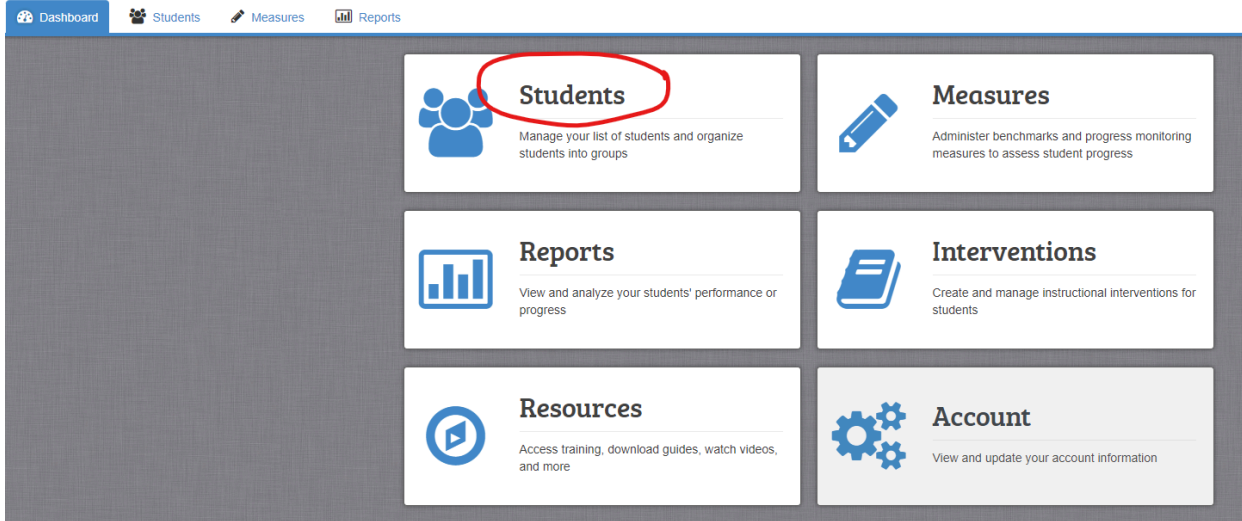 Dashboard Students Measures Reports
Students
Manage your list of students and organize
students into groups
Measures
Administer benchmarks and progress monitoring
measures to assess student progress
Reports
View and analyze your students' performance or
progress
Interventions
Create and manage instructional interventions for
students
Resources
Access training, download guides, watch videos,
and more
Account
View and update your account information